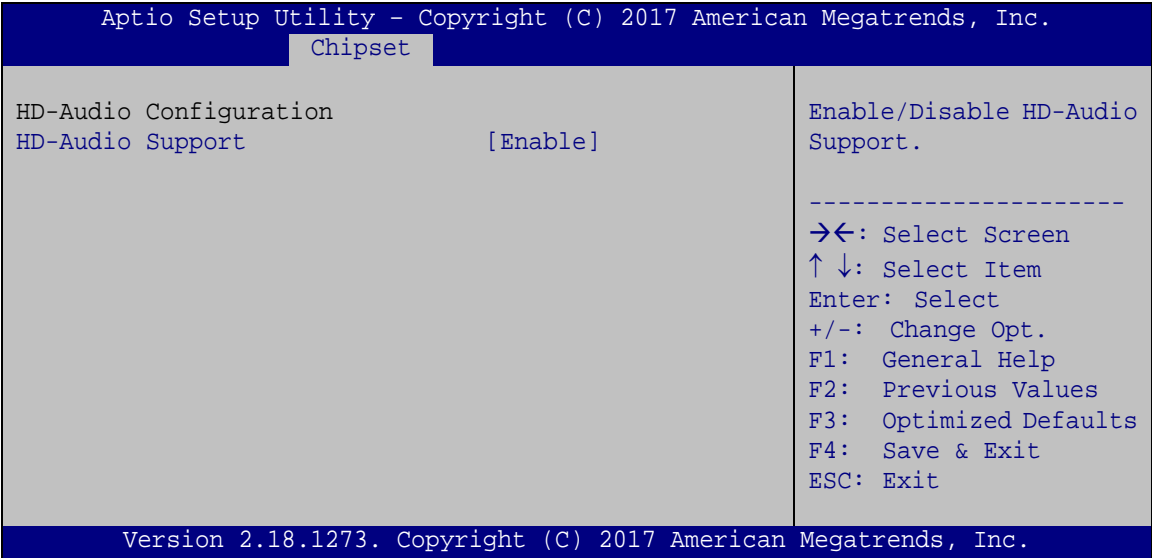 Aptio Setup Utility – Copyright (C) 2017 American Megatrends, Inc.
Chipset
HD-Audio Configuration
HD-Audio Support [Enable]
Enable/Disable HD-Audio
Support.
----------------------
→←: Select Screen
↑ ↓: Select Item
Enter: Select
+/-: Change Opt.
F1: General Help
F2: Previous Values
F3: Optimized Defaults
F4: Save & Exit
ESC: Exit
Version 2.18.1273. Copyright (C) 2017 American Megatrends, Inc.